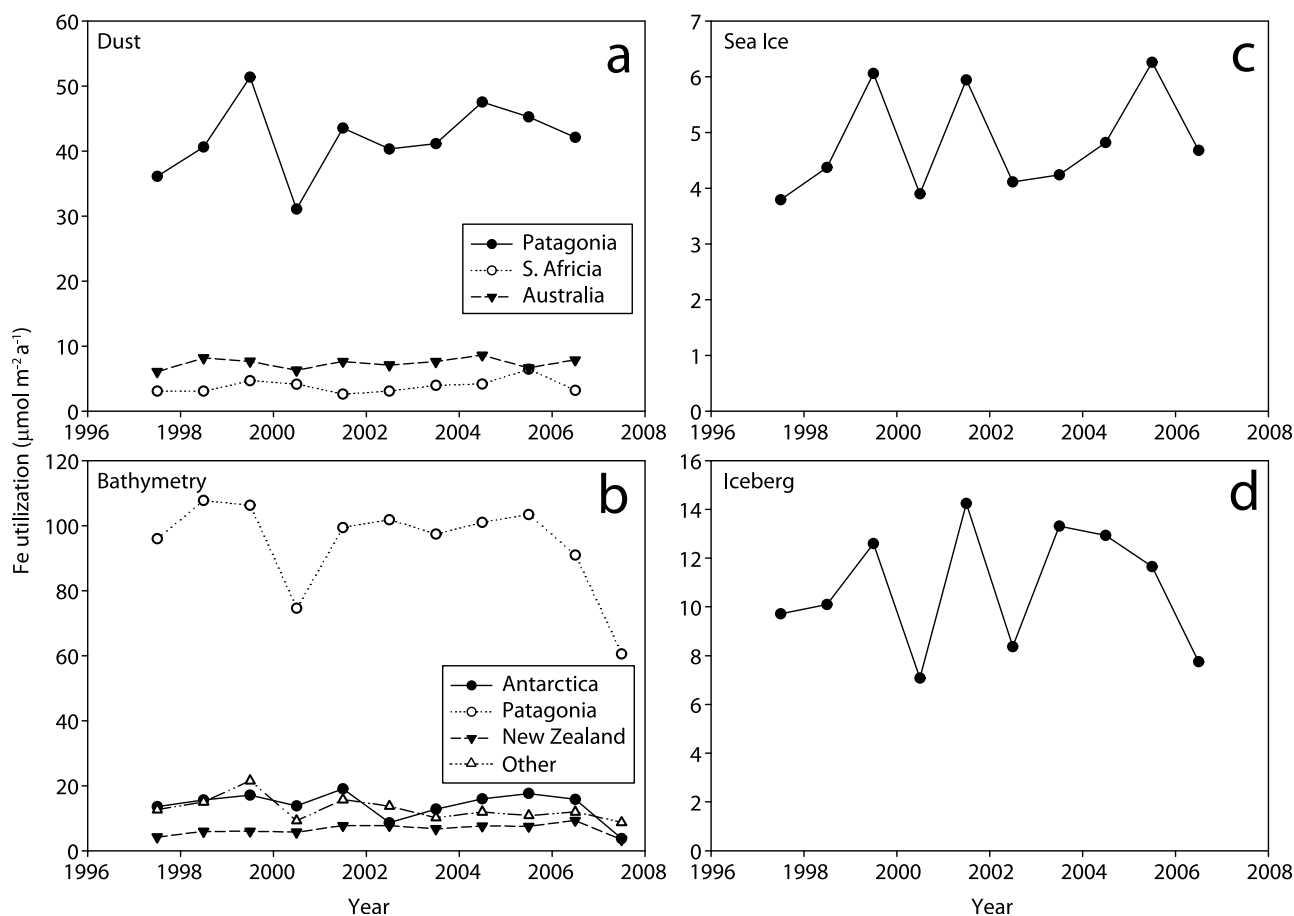 Dust
a
60
50
40
30
20
10
0
Patagonia
S. Africia
Australia
1996 1998 2000 2002 2004 2006 2008
Sea Ice
c
7
6
5
4
3
2
1
0
1996 1998 2000 2002 2004 2006 2008
Fe utilization (μmol m⁻² a⁻¹)
Bathymetry
b
120
100
80
60
40
20
0
Antarctica
Patagonia
New Zealand
Other
1996 1998 2000 2002 2004 2006 2008
Year
Iceberg
d
16
14
12
10
8
6
4
2
0
1996 1998 2000 2002 2004 2006 2008
Year